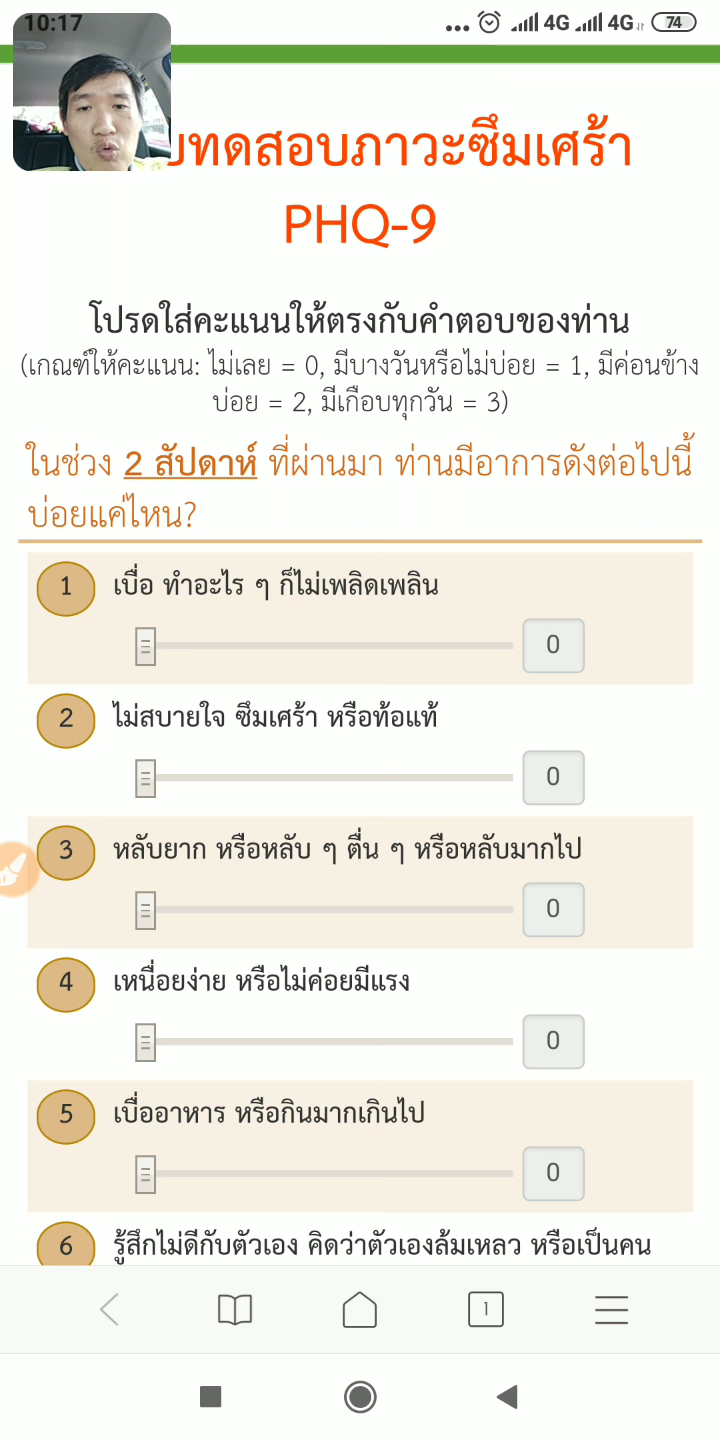 10:17
4G 4G 74
ทดสอบภาวะซึมเศร้า
PHQ-9
โปรดใส่คะแนนให้ตรงกับคำตอบของท่าน
(เกณฑ์ให้คะแนน: ไม่เลย = 0, มีบางวันหรือไม่บ่อย = 1, มีค่อนข้าง
บ่อย = 2, มีเกือบทุกวัน = 3)
ในช่วง 2 สัปดาห์ ที่ผ่านมา ท่านมีอาการดังต่อไปนี้
บ่อยแค่ไหน?
1 เบื่อ ทำอะไร ๆ ก็ไม่เพลิดเพลิน
0
2 ไม่สบายใจ ซึมเศร้า หรือท้อแท้
0
3 หลับยาก หรือหลับ ๆ ตื่น ๆ หรือหลับมากไป
0
4 เหนื่อยง่าย หรือไม่ค่อยมีแรง
0
5 เบื่ออาหาร หรือกินมากเกินไป
0
6 รู้สึกไม่ดีกับตัวเอง คิดว่าตัวเองล้มเหลว หรือเป็นคน
1